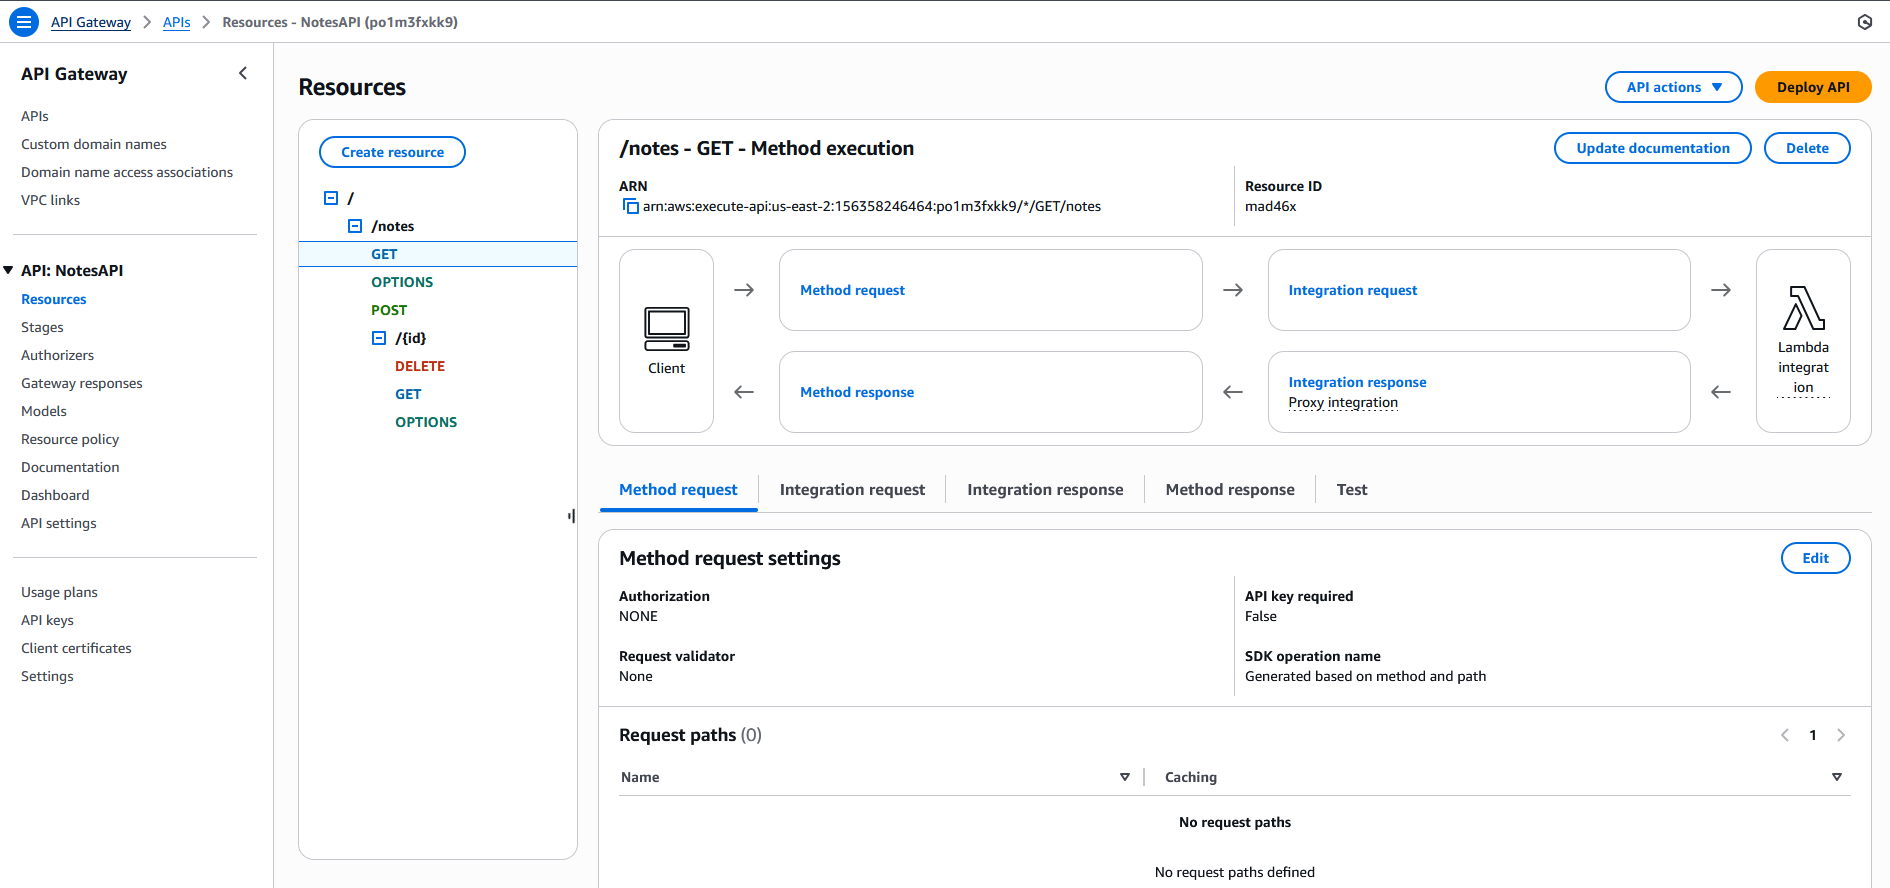 API Gateway > APIs > Resources - NotesAPI (po1m3fxkk9)
API Gateway
APIs
Custom domain names
Domain name access associations
VPC links
API: NotesAPI
Resources
Stages
Authorizers
Gateway responses
Models
Resource policy
Documentation
Dashboard
API settings
Usage plans
API keys
Client certificates
Settings
Resources
API actions
Deploy API
Create resource
/
/notes
GET
OPTIONS
POST
/{id}
DELETE
GET
OPTIONS
/notes - GET - Method execution
Update documentation
Delete
ARN
arn:aws:execute-api:us-east-2:156358246464:po1m3fxkk9/*/GET/notes
Resource ID
mad46x
Client
Method request
Integration request
Method response
Integration response
Proxy integration
Lambda
integrat
ion
Method request
Integration request
Integration response
Method response
Test
Method request settings
Edit
Authorization
NONE
API key required
False
Request validator
None
SDK operation name
Generated based on method and path
Request paths (0)
1
Name
Caching
No request paths
No request paths defined